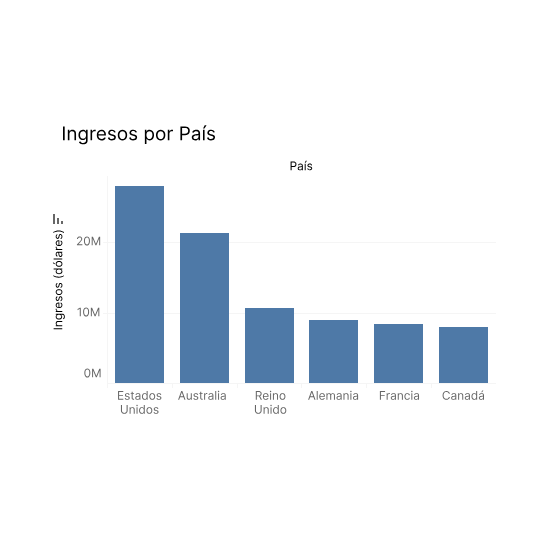 Ingresos por País
País
Ingresos (dólares)
20M
10M
0M
Estados
Unidos
Australia
Reino
Unido
Alemania
Francia
Canadá